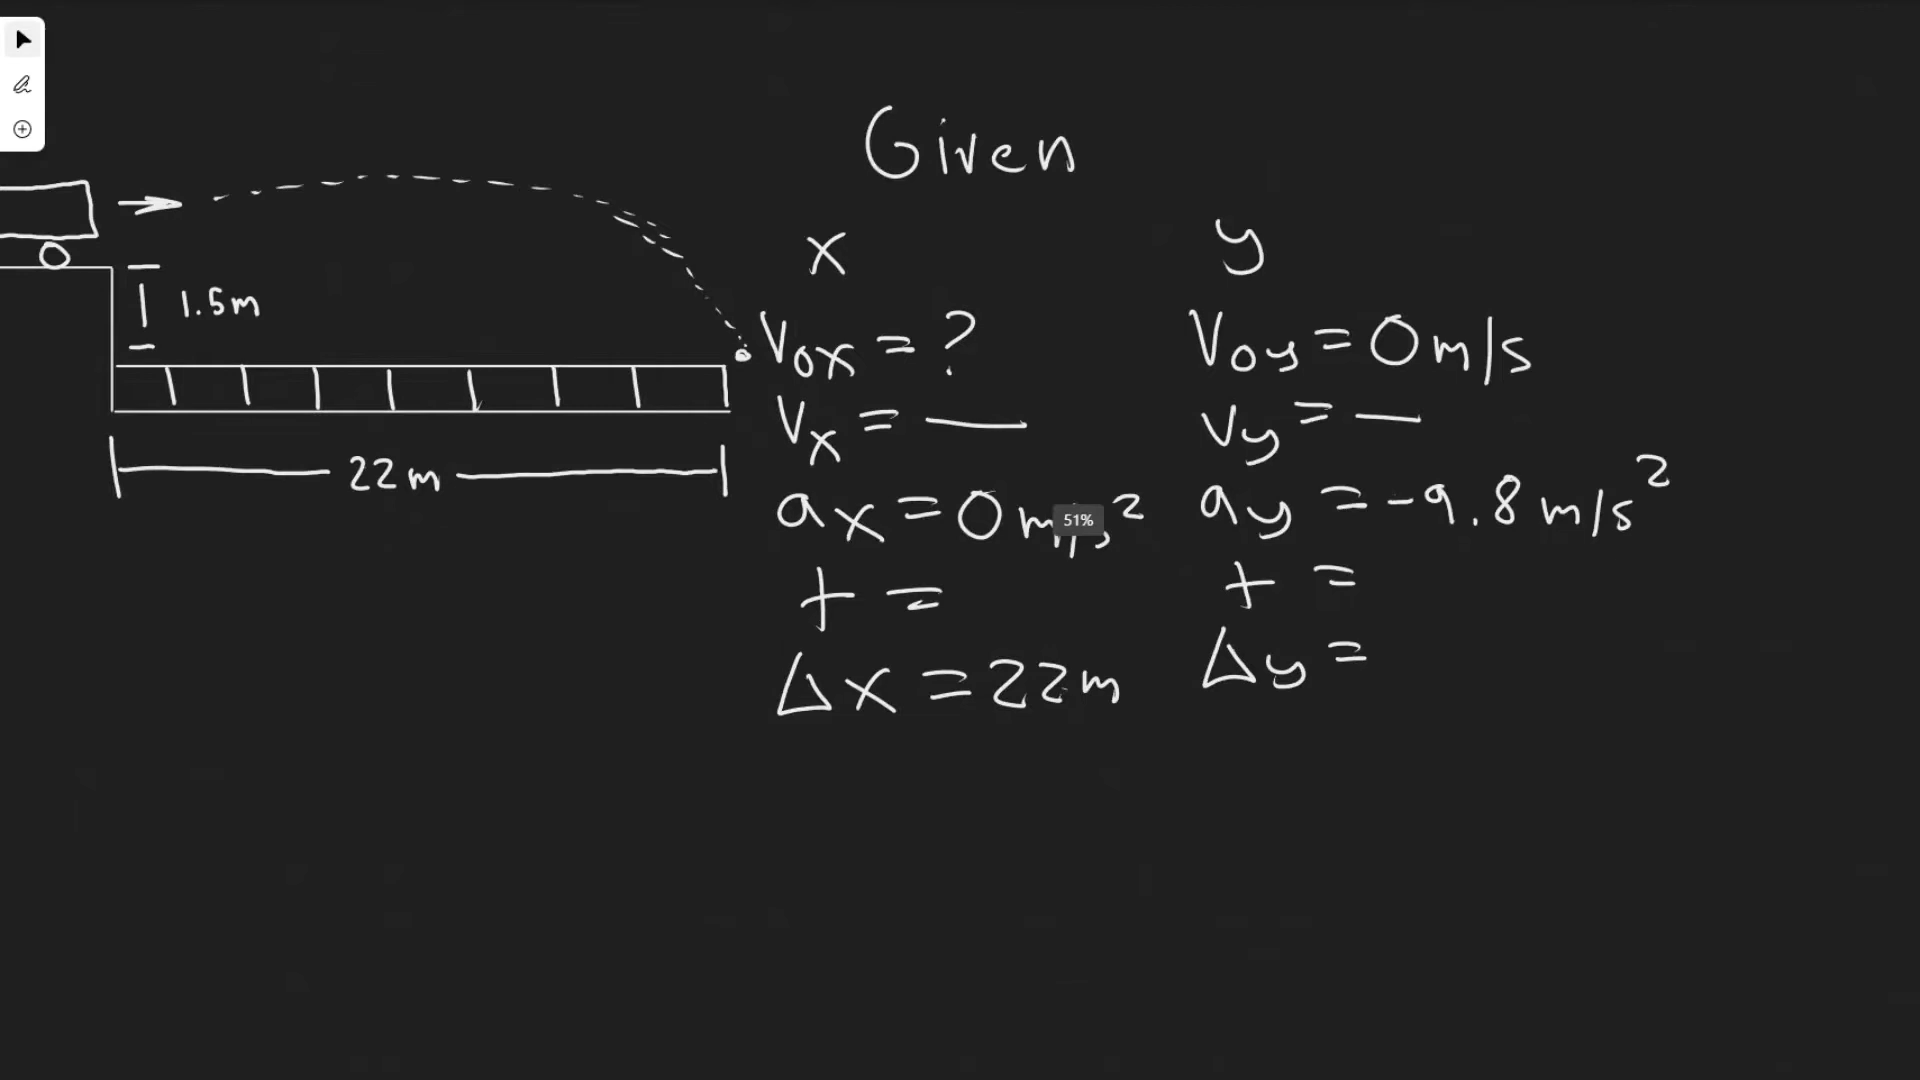 Given
x
y
1.5m
Vox = ?
Voy = 0m/s
Vx = —
Vy = —
22m
ax = 0 m/s²
51%
ay = -9.8 m/s²
t =
t =
Δx = 22m
Δy =